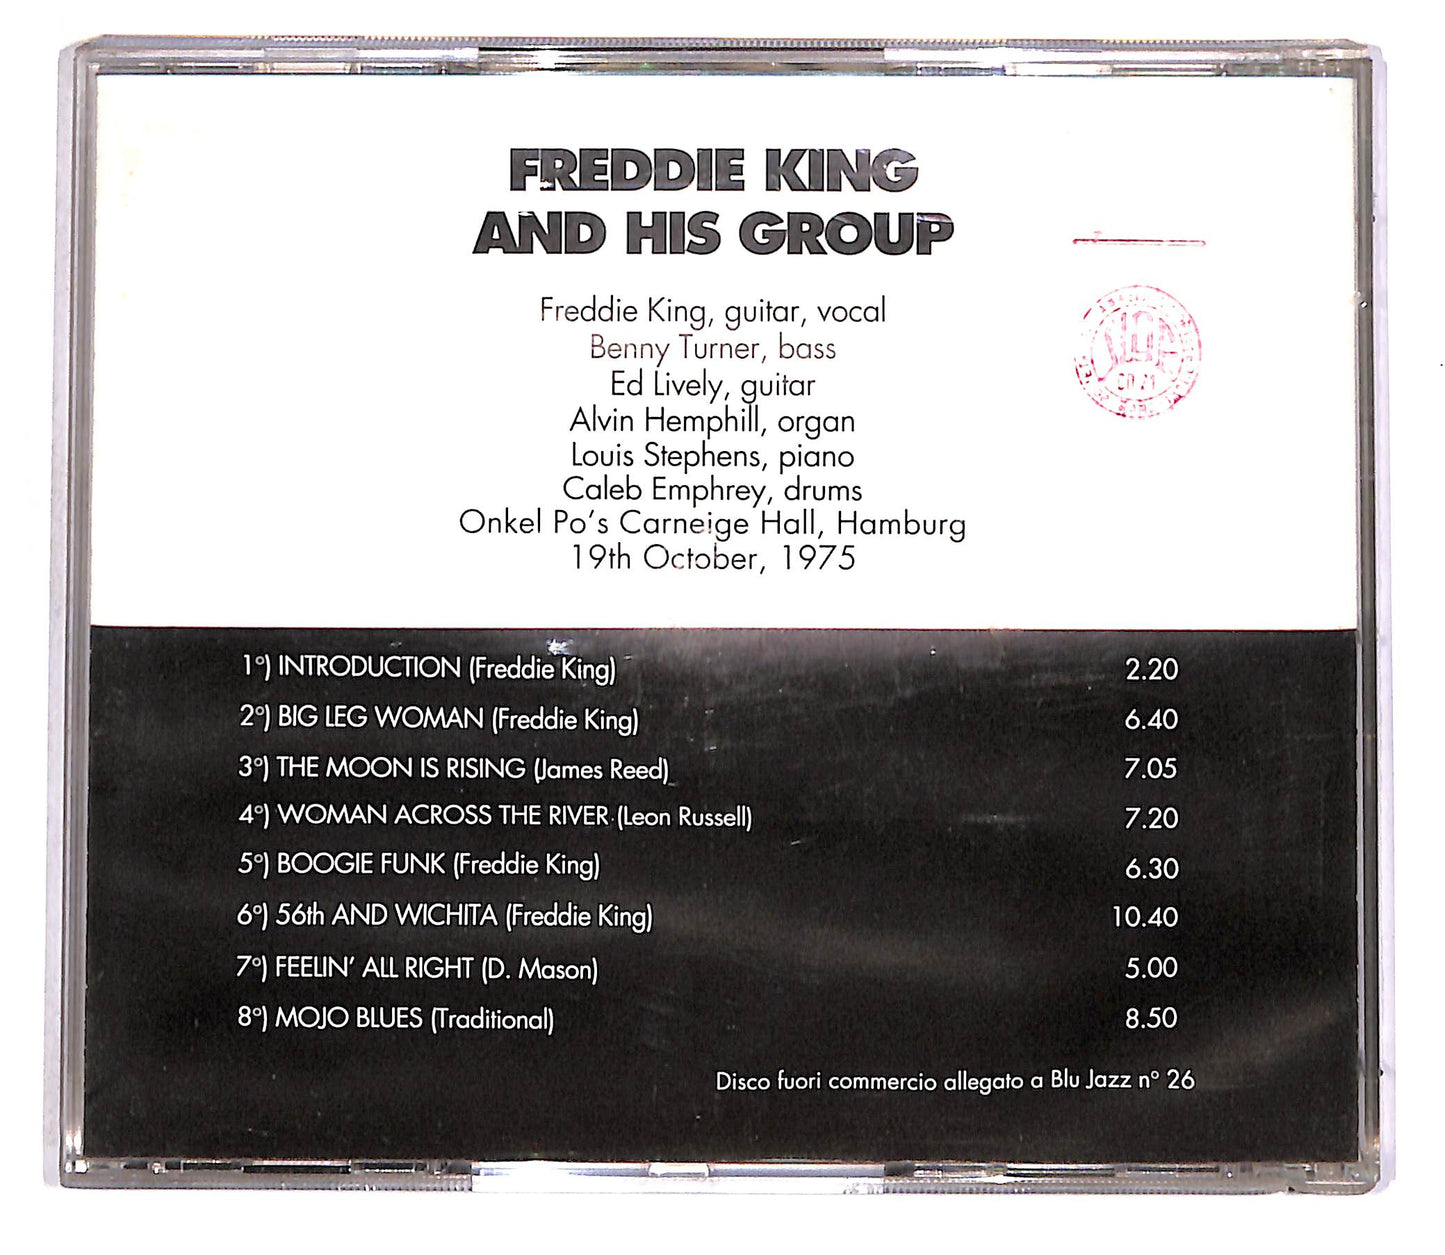 FREDDIE KING
AND HIS GROUP
Freddie King, guitar, vocal
Benny Turner, bass
Ed Lively, guitar
Alvin Hemphill, organ
Louis Stephens, piano
Caleb Emphrey, drums
Onkel Po's Carneige Hall, Hamburg
19th October, 1975
1°) INTRODUCTION (Freddie King) 2.20
2°) BIG LEG WOMAN (Freddie King) 6.40
3°) THE MOON IS RISING (James Reed) 7.05
4°) WOMAN ACROSS THE RIVER (Leon Russell) 7.20
5°) BOOGIE FUNK (Freddie King) 6.30
6°) 56th AND WICHITA (Freddie King) 10.40
7°) FEELIN' ALL RIGHT (D. Mason) 5.00
8°) MOJO BLUES (Traditional) 8.50
Disco fuori commercio allegato a Blu Jazz n° 26